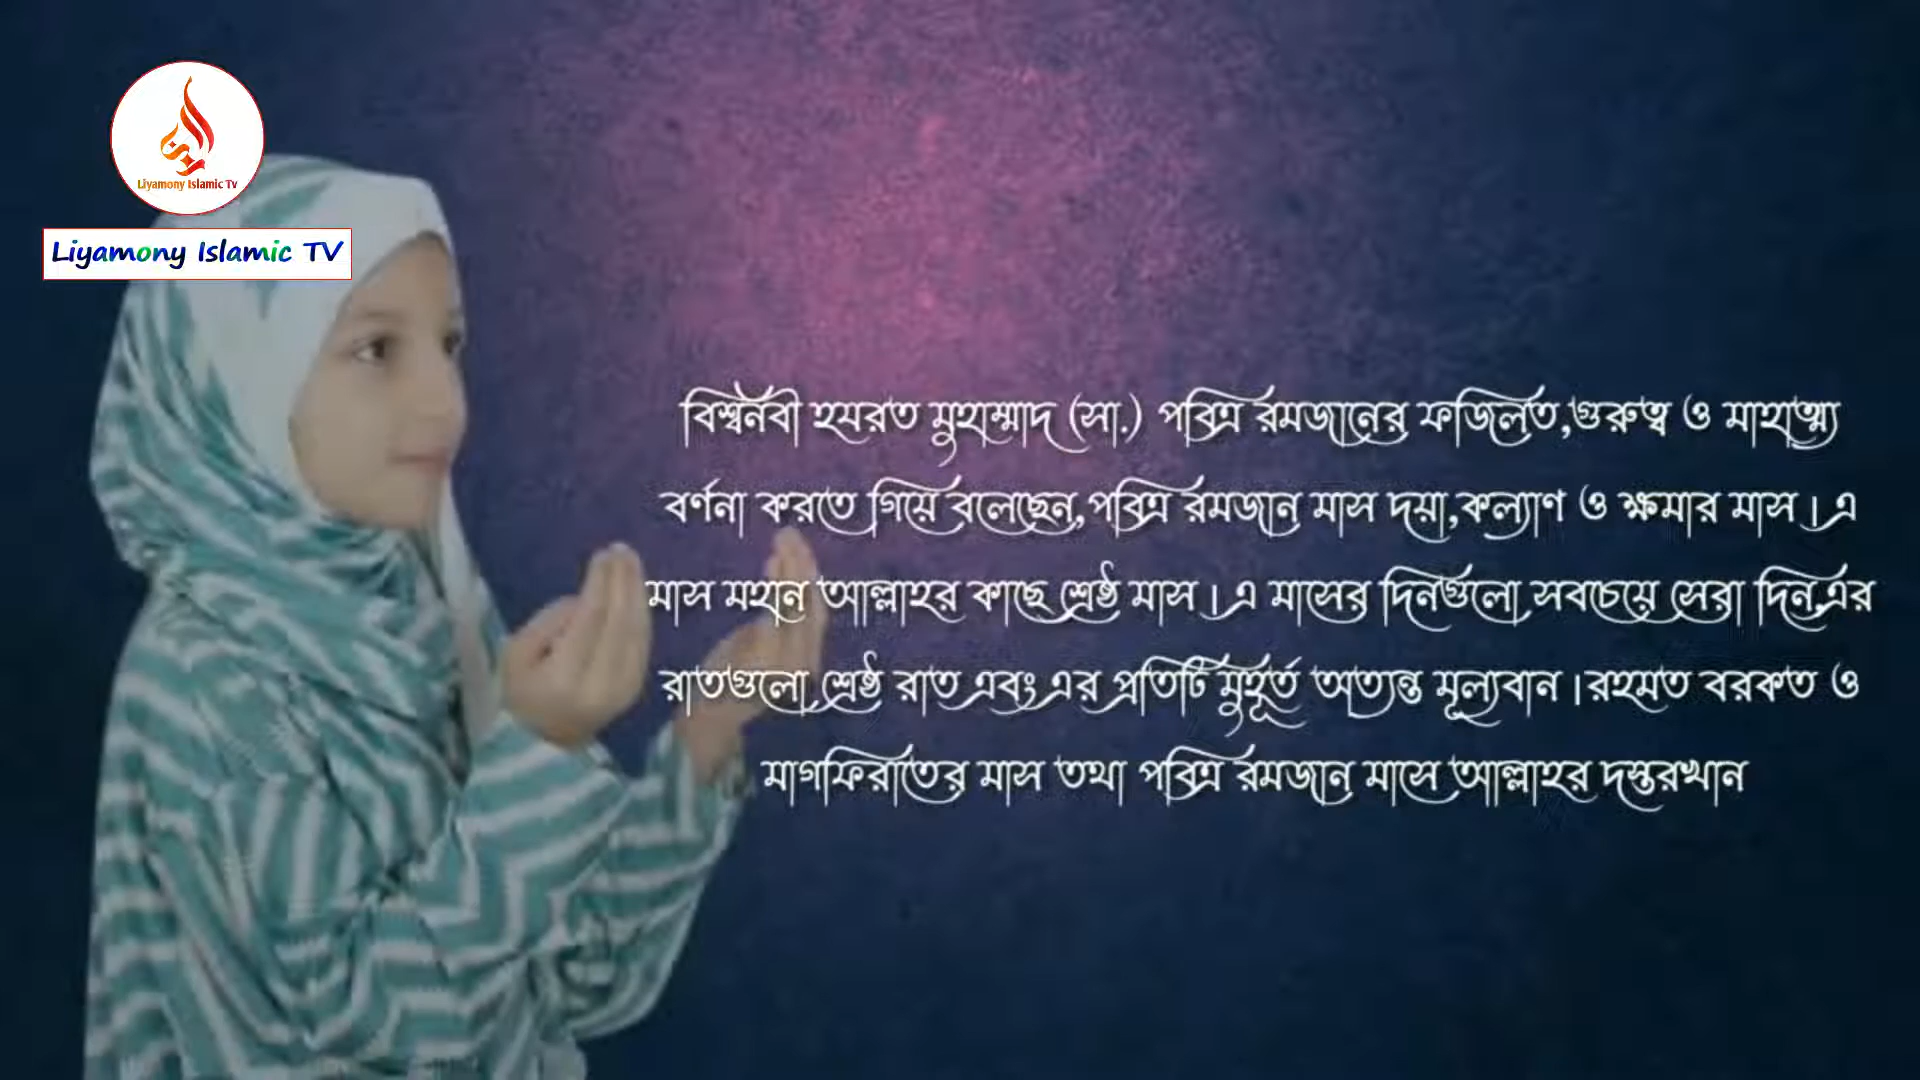 Liyamony Islamic Tv
Liyamony Islamic TV
বিশ্বনবী হযরত মুহাম্মাদ (সা.) পবিত্র রমজানের ফজিলত,গুরুত্ব ও মাহাত্ম্য
বর্ণনা করতে গিয়ে বলেছেন,পবিত্র রমজান মাস দয়া,কল্যাণ ও ক্ষমার মাস।এ
মাস মহান আল্লাহর কাছে শ্রেষ্ঠ মাস।এ মাসের দিনগুলো সবচেয়ে সেরা দিন,এর
রাতগুলো শ্রেষ্ঠ রাত এবং এর প্রতিটি মুহূর্ত অত্যন্ত মূল্যবান।রহমত বরকত ও
মাগফিরাতের মাস তথা পবিত্র রমজান মাসে আল্লাহর দস্তরখান